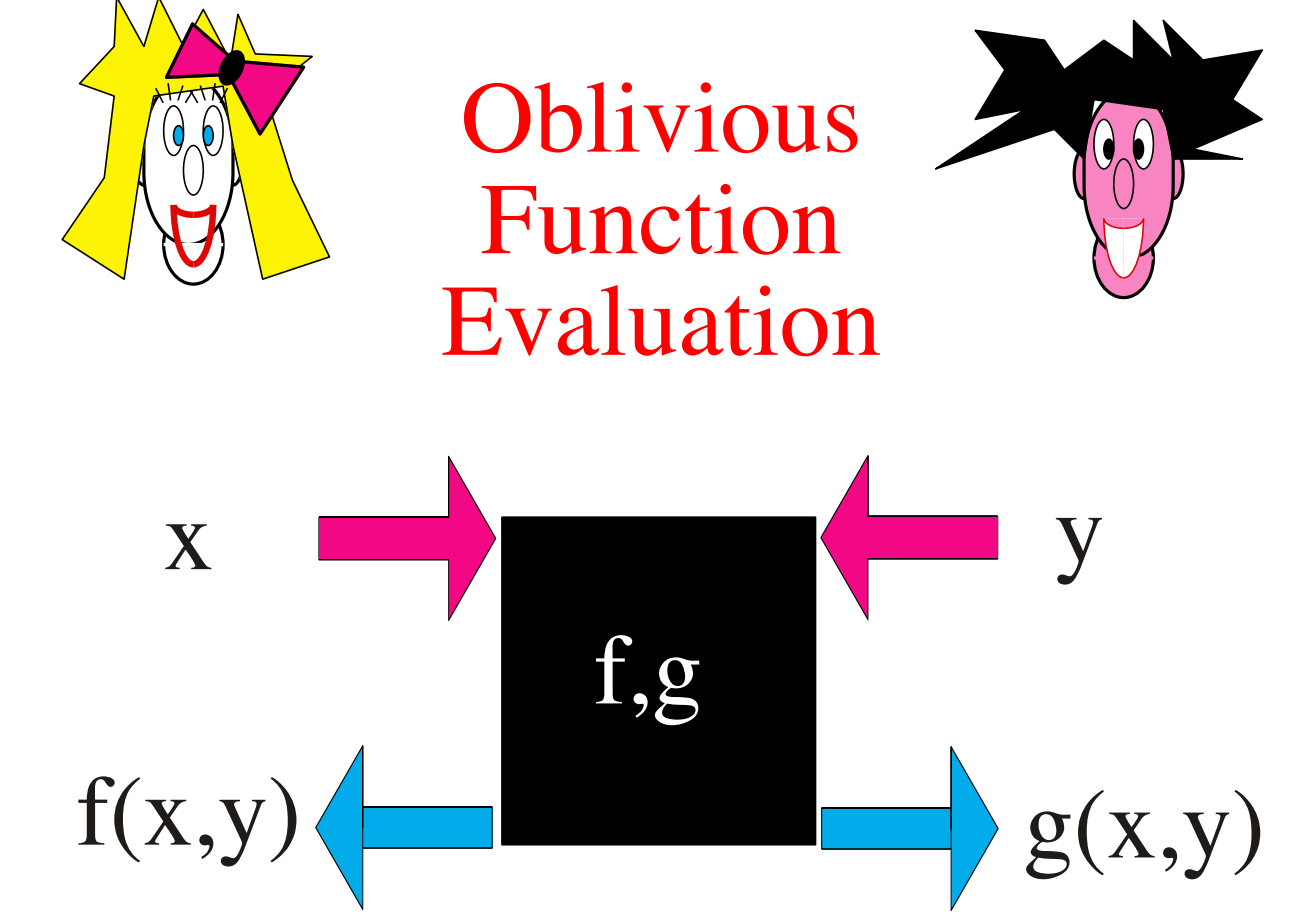 Oblivious
Function
Evaluation
x
y
f,g
f(x,y)
g(x,y)